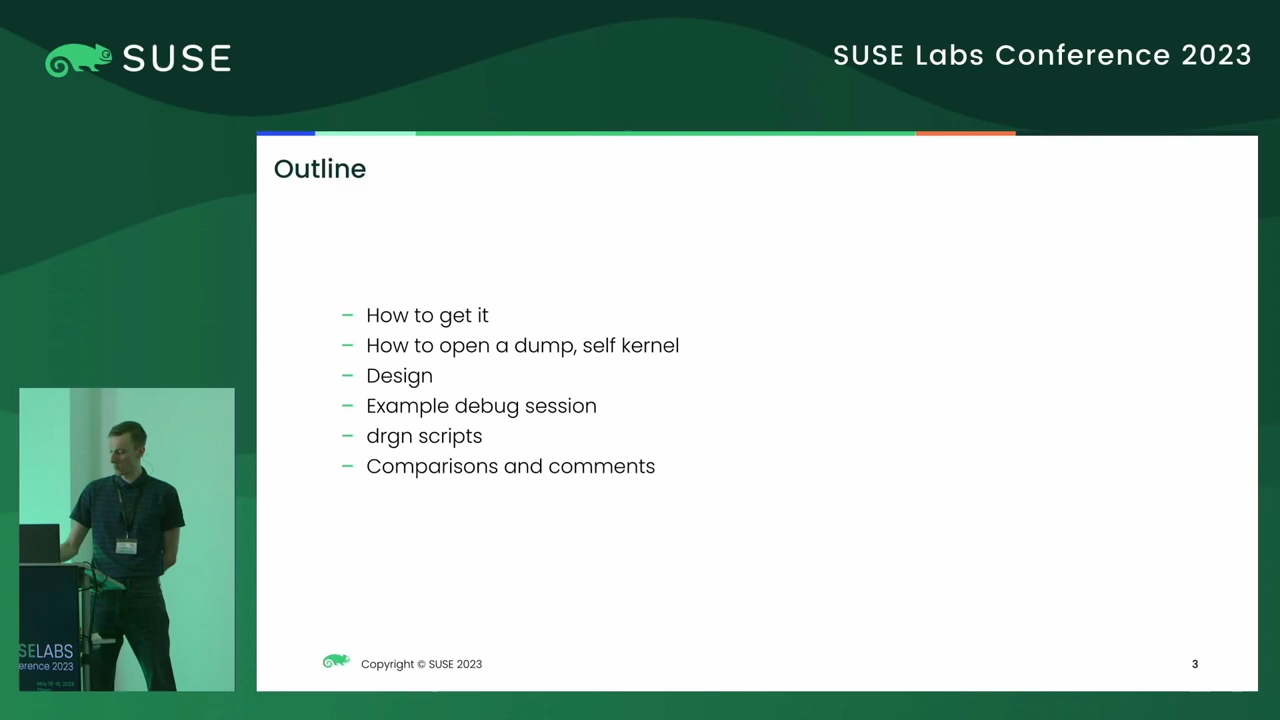 SUSE
SUSE Labs Conference 2023
Outline
– How to get it
– How to open a dump, self kernel
– Design
– Example debug session
– drgn scripts
– Comparisons and comments
SELABS
erence 2023
Copyright © SUSE 2023
3